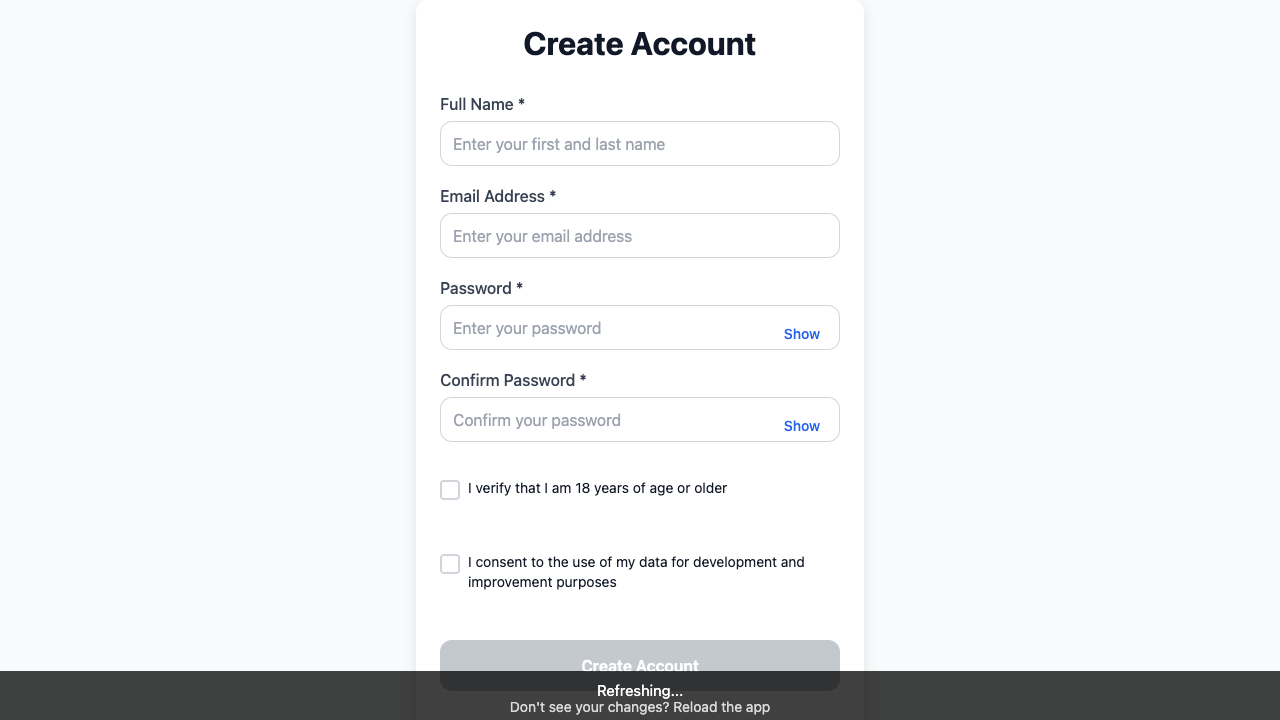 Create Account
Full Name *
Enter your first and last name
Email Address *
Enter your email address
Password *
Enter your password
Show
Confirm Password *
Confirm your password
Show
I verify that I am 18 years of age or older
I consent to the use of my data for development and
improvement purposes
Create Account
Refreshing...
Don't see your changes? Reload the app